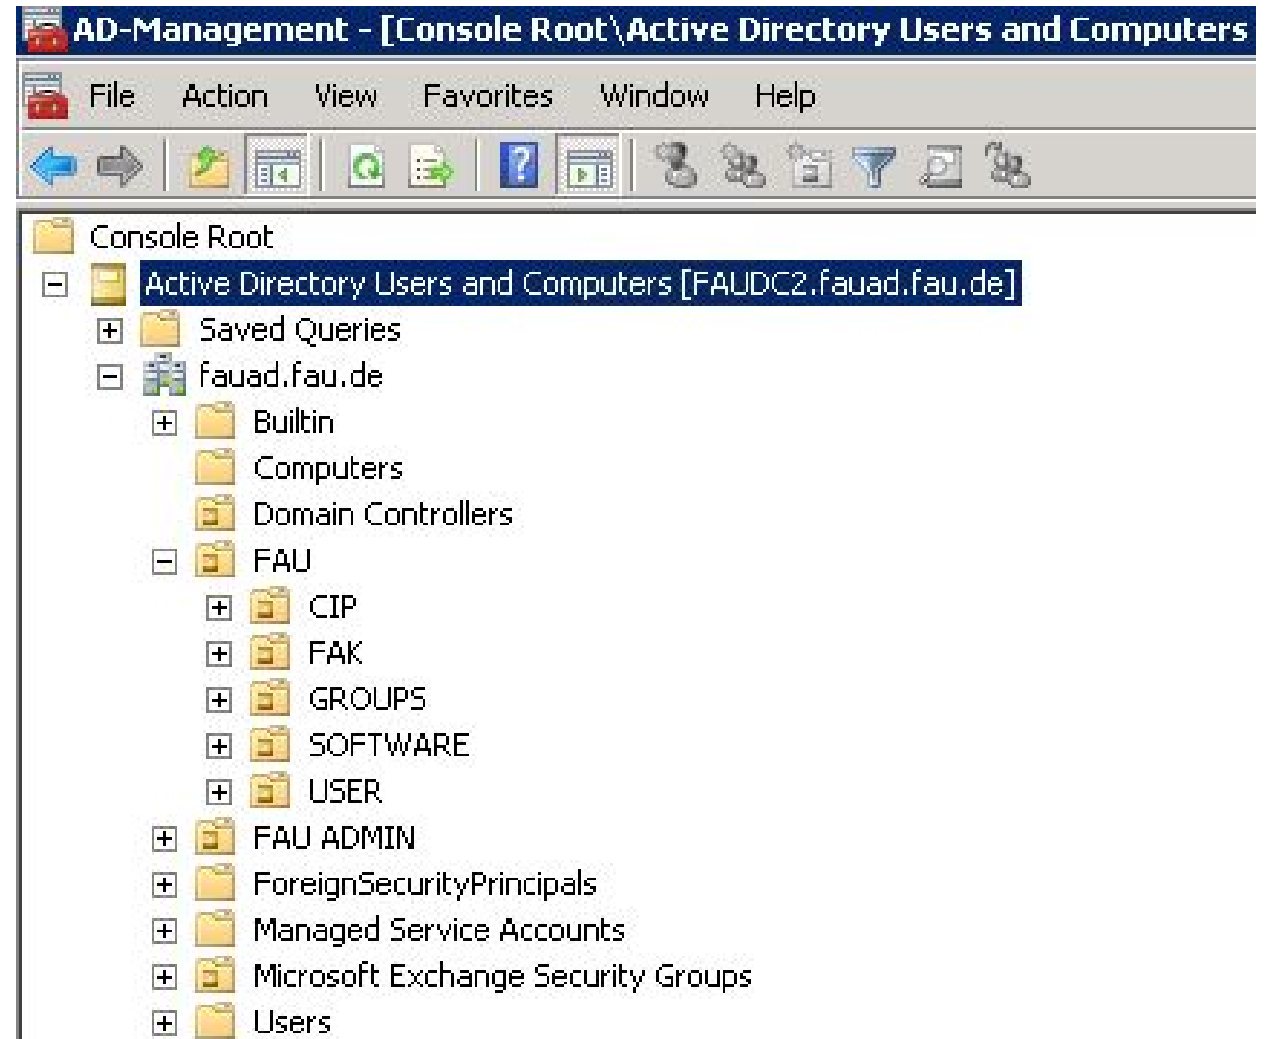 AD-Management - [Console Root\Active Directory Users and Computers
File Action View Favorites Window Help
Console Root
Active Directory Users and Computers [FAUDC2.fauad.fau.de]
Saved Queries
fauad.fau.de
Builtin
Computers
Domain Controllers
FAU
CIP
FAK
GROUPS
SOFTWARE
USER
FAU ADMIN
ForeignSecurityPrincipals
Managed Service Accounts
Microsoft Exchange Security Groups
Users